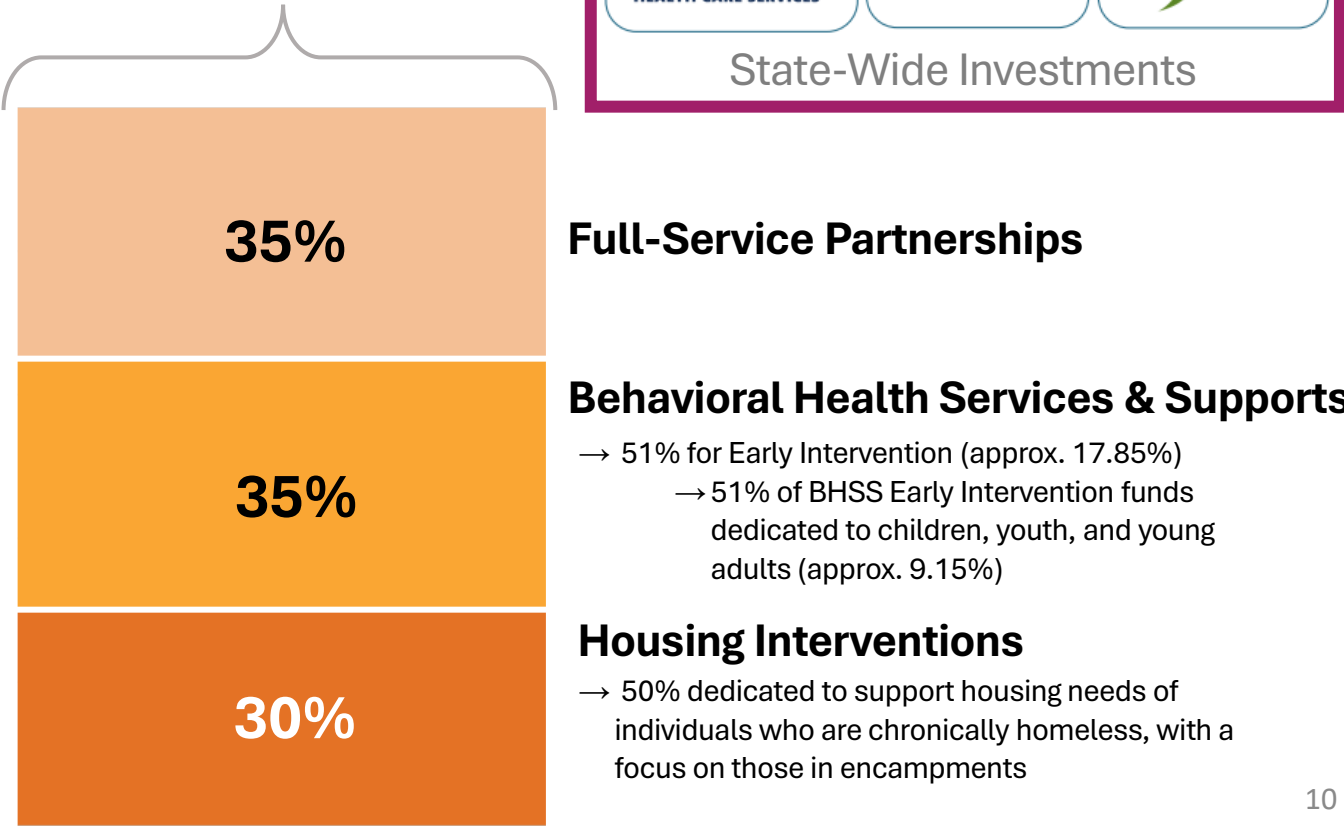 HEALTH CARE SERVICES
State-Wide Investments
35%
Full-Service Partnerships
35%
Behavioral Health Services & Supports
→ 51% for Early Intervention (approx. 17.85%)
→ 51% of BHSS Early Intervention funds
dedicated to children, youth, and young
adults (approx. 9.15%)
30%
Housing Interventions
→ 50% dedicated to support housing needs of
individuals who are chronically homeless, with a
focus on those in encampments
10